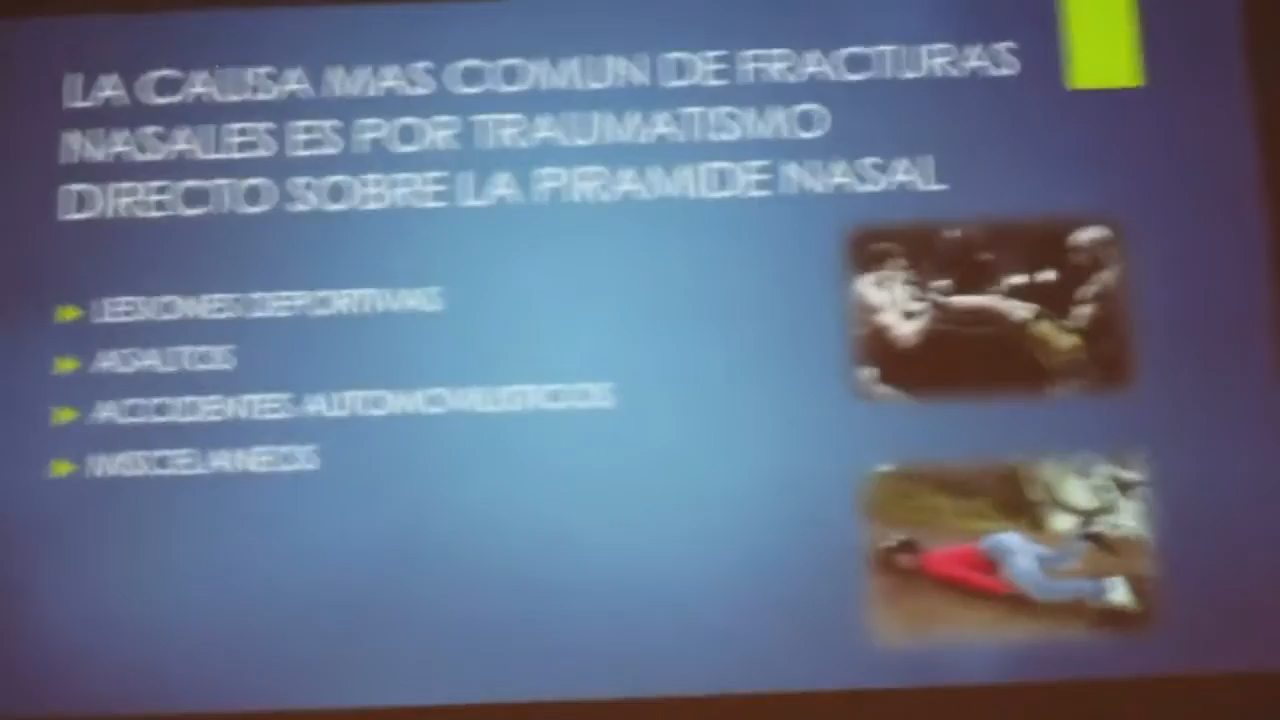 LA CAUSA MAS COMUN DE FRACTURAS
NASALES ES POR TRAUMATISMO
DIRECTO SOBRE LA PIRAMIDE NASAL
LESIONES DEPORTIVAS
ASALTOS
ACCIDENTES AUTOMOVILISTICOS
MISCELANEOS